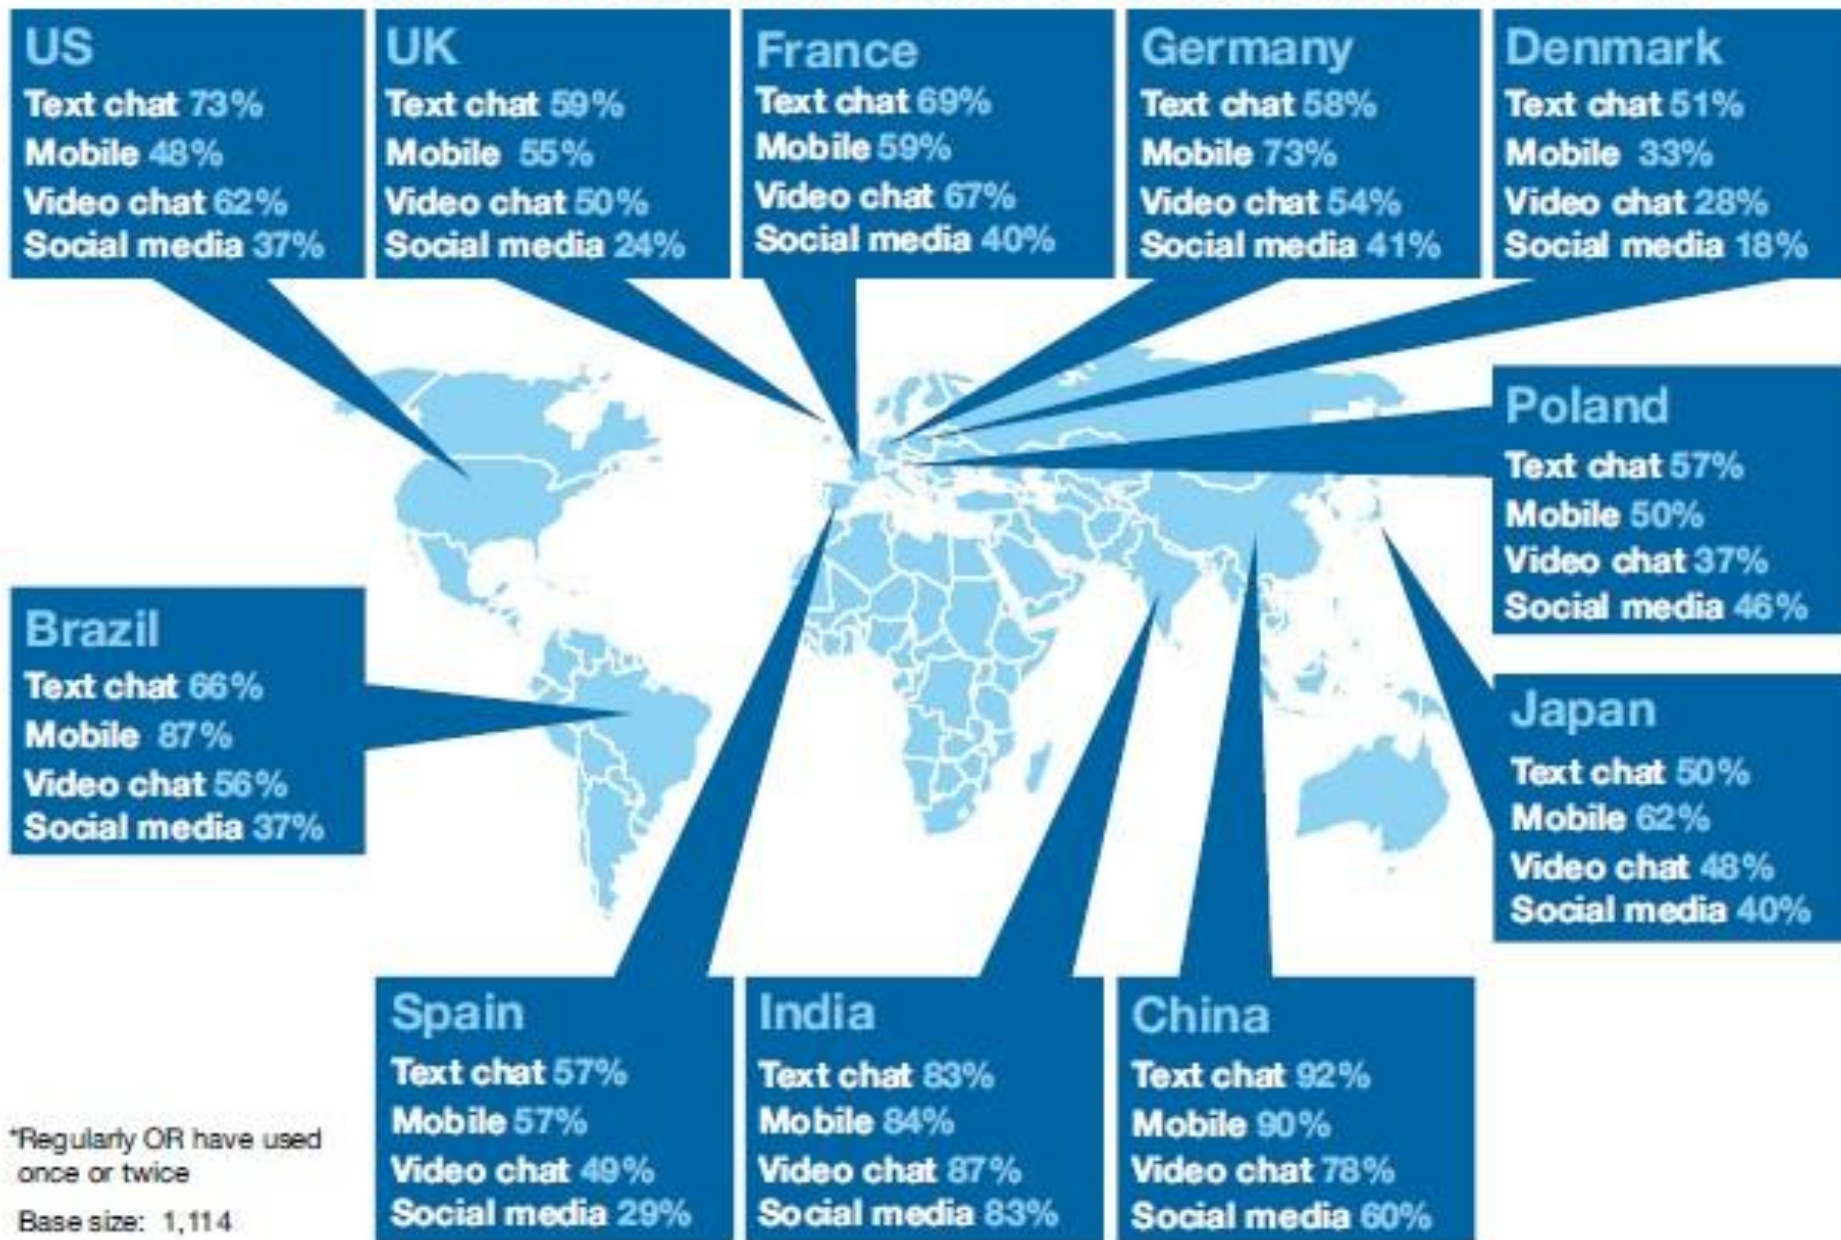 US
Text chat 73%
Mobile 48%
Video chat 62%
Social media 37%
UK
Text chat 59%
Mobile 55%
Video chat 50%
Social media 24%
France
Text chat 69%
Mobile 59%
Video chat 67%
Social media 40%
Germany
Text chat 58%
Mobile 73%
Video chat 54%
Social media 41%
Denmark
Text chat 51%
Mobile 33%
Video chat 28%
Social media 18%
Poland
Text chat 57%
Mobile 50%
Video chat 37%
Social media 46%
Brazil
Text chat 66%
Mobile 87%
Video chat 56%
Social media 37%
Japan
Text chat 50%
Mobile 62%
Video chat 48%
Social media 40%
Spain
Text chat 57%
Mobile 57%
Video chat 49%
Social media 29%
India
Text chat 83%
Mobile 84%
Video chat 87%
Social media 83%
China
Text chat 92%
Mobile 90%
Video chat 78%
Social media 60%
*Regularly OR have used
once or twice
Base size: 1,114